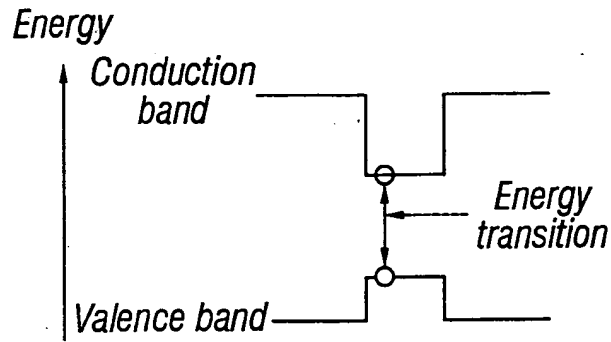 Energy
Conduction
band
Energy
transition
Valence band